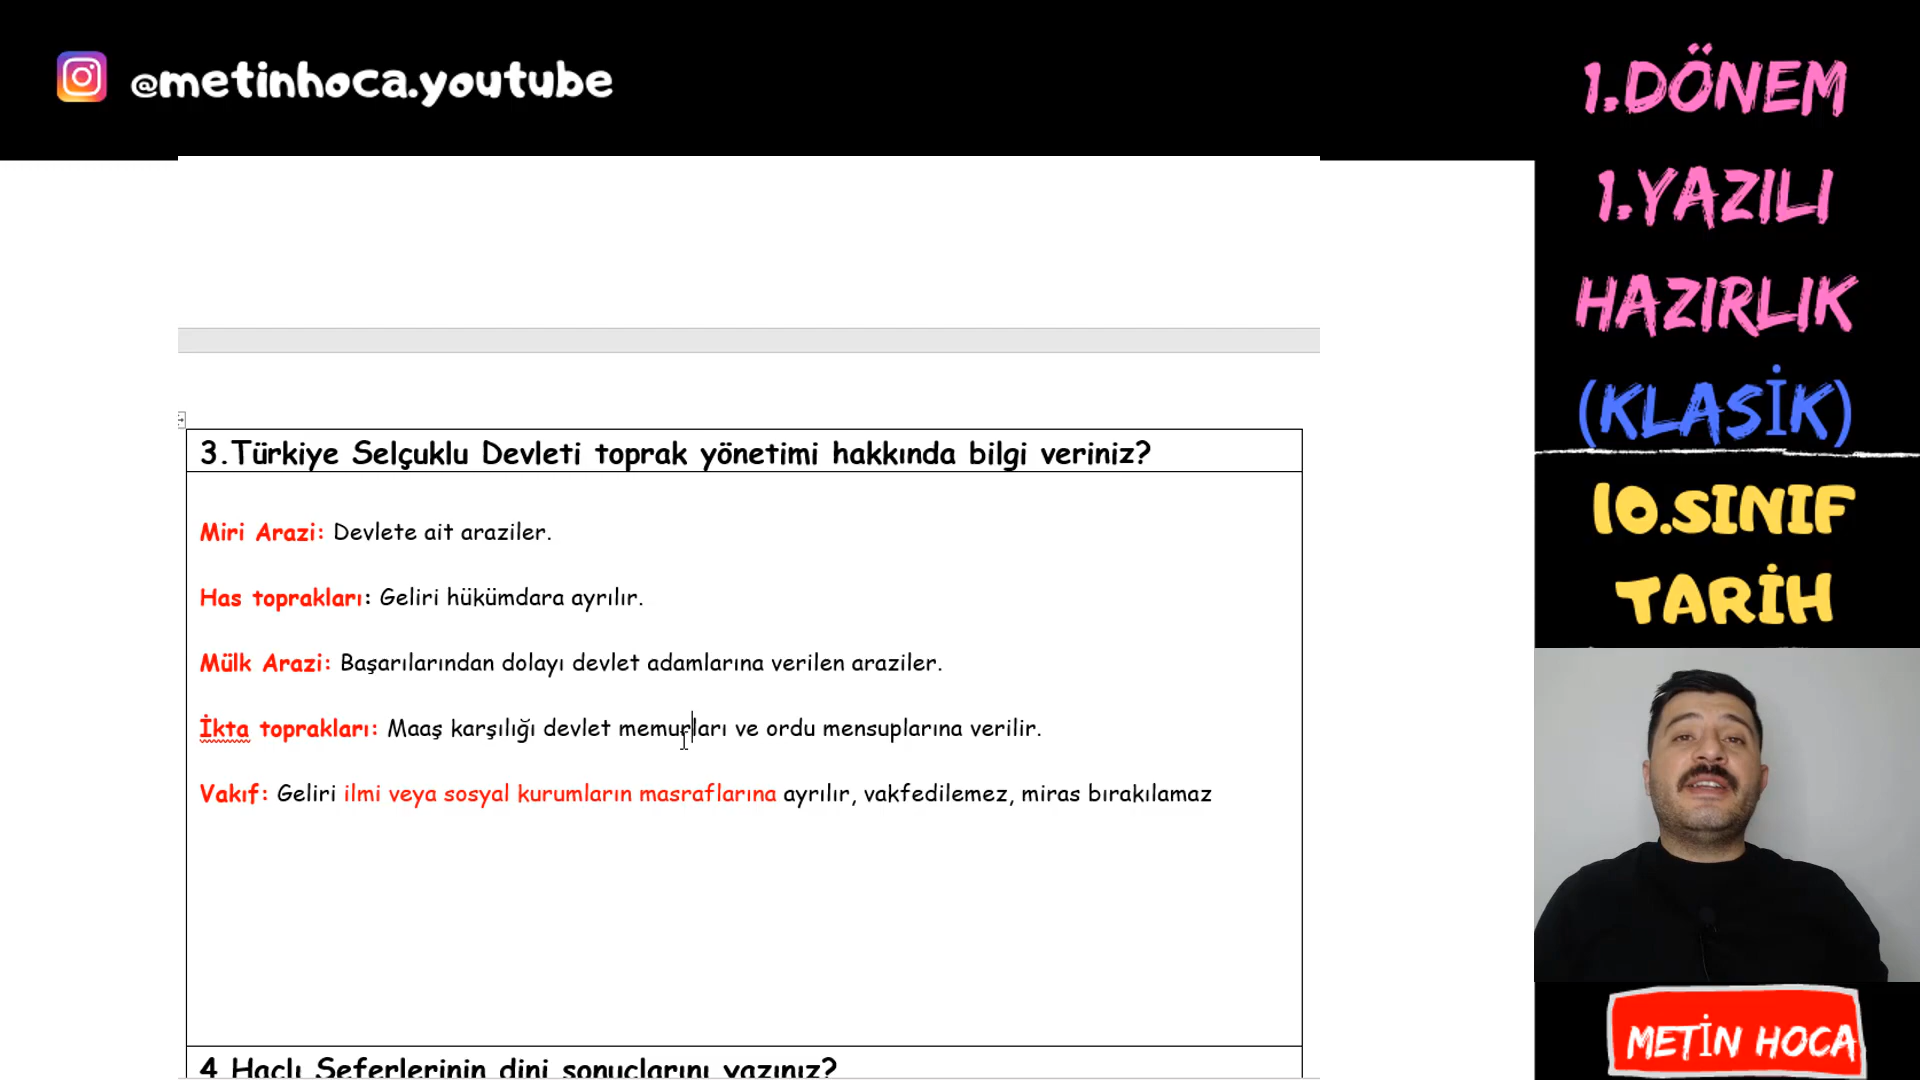 @metinhoca.youtube
1.DÖNEM
1.YAZILI
HAZIRLIK
(KLASİK)
10.SINIF
TARİH
3.Türkiye Selçuklu Devleti toprak yönetimi hakkında bilgi veriniz?
Miri Arazi: Devlete ait araziler.
Has toprakları: Geliri hükümdara ayrılır.
Mülk Arazi: Başarılarından dolayı devlet adamlarına verilen araziler.
İkta toprakları: Maaş karşılığı devlet memurları ve ordu mensuplarına verilir.
Vakıf: Geliri ilmi veya sosyal kurumların masraflarına ayrılır, vakfedilemez, miras bırakılamaz
4 Haçlı Seferlerinin dini sonuçlarını yazınız?
METİN HOCA